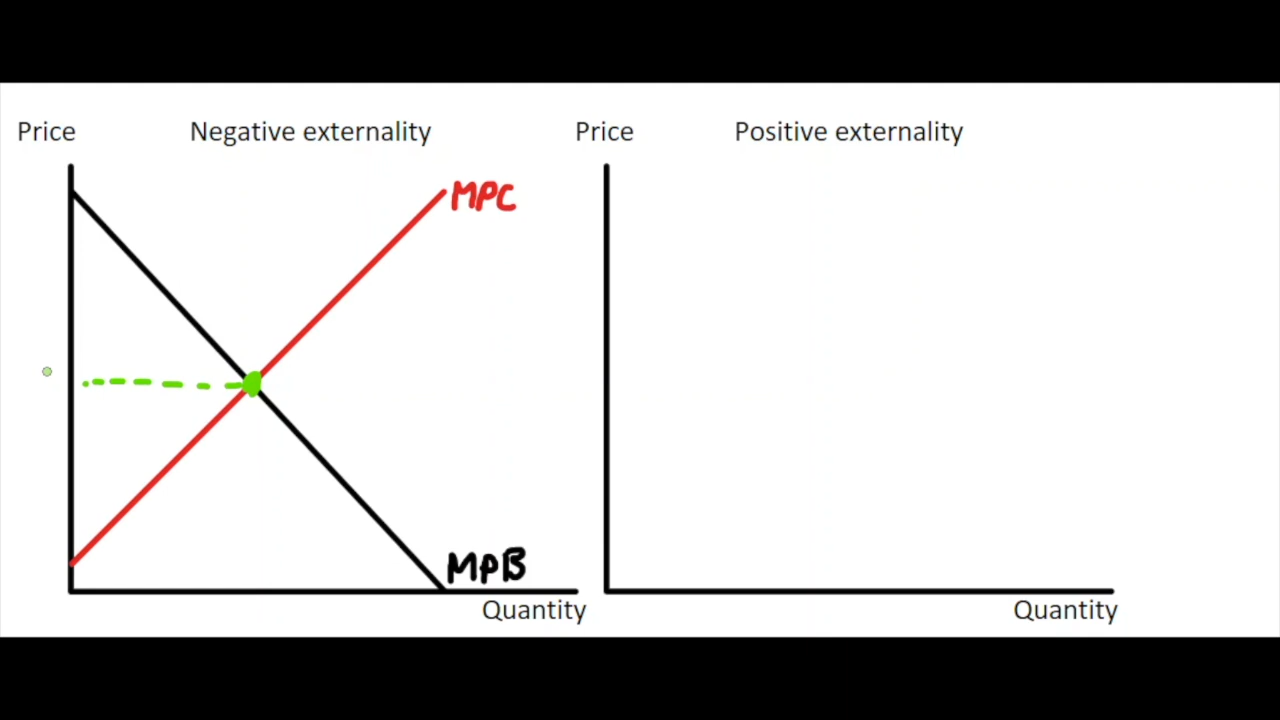 Price
Negative externality
MPC
MPB
Quantity
Price
Positive externality
Quantity